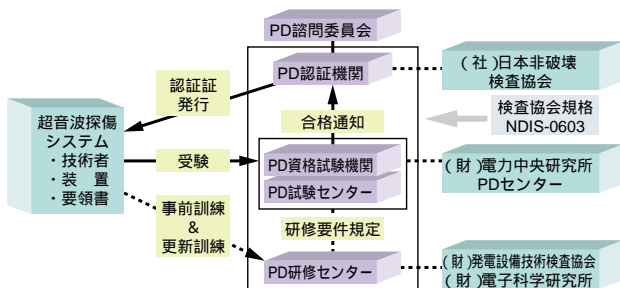 PD諮問委員会
PD認証機関
(社)日本非破壊
検査協会
認証証
発行
検査協会規格
NDIS-0603
合格通知
超音波探傷
システム
・技術者
・装　置
・要領書
受験
PD資格試験機関
PD試験センター
(財)電力中央研究所
PDセンター
事前訓練
&
更新訓練
研修要件規定
PD研修センター
(財)発電設備技術検査協会
(財)電子科学研究所